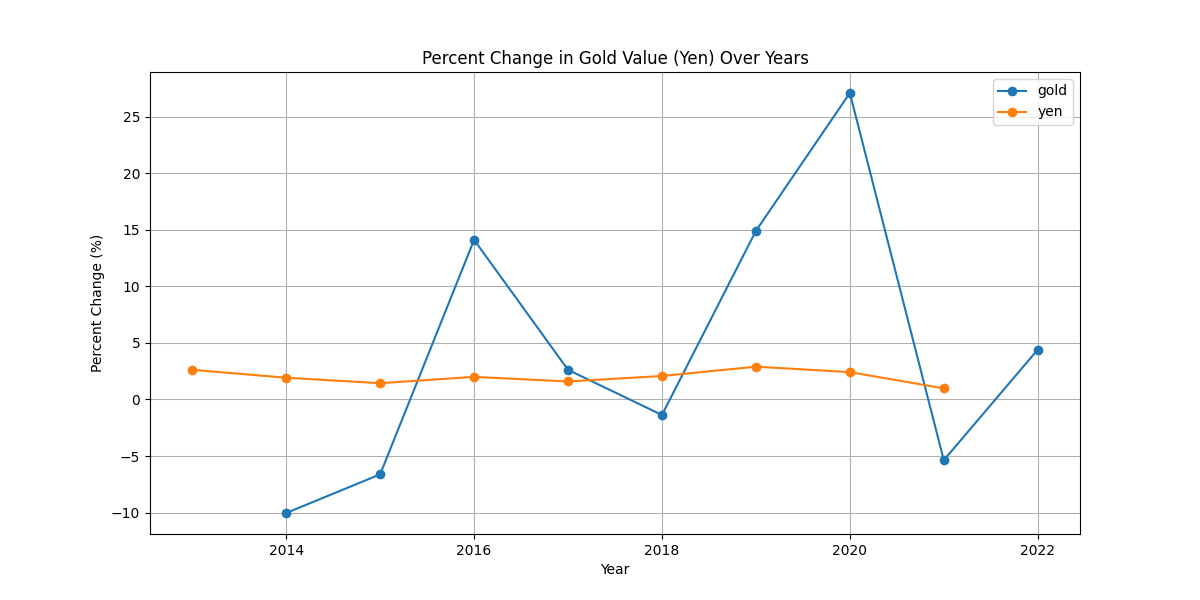 Percent Change in Gold Value (Yen) Over Years
gold
yen
25
20
15
10
5
0
−5
−10
Percent Change (%)
2014 2016 2018 2020 2022
Year